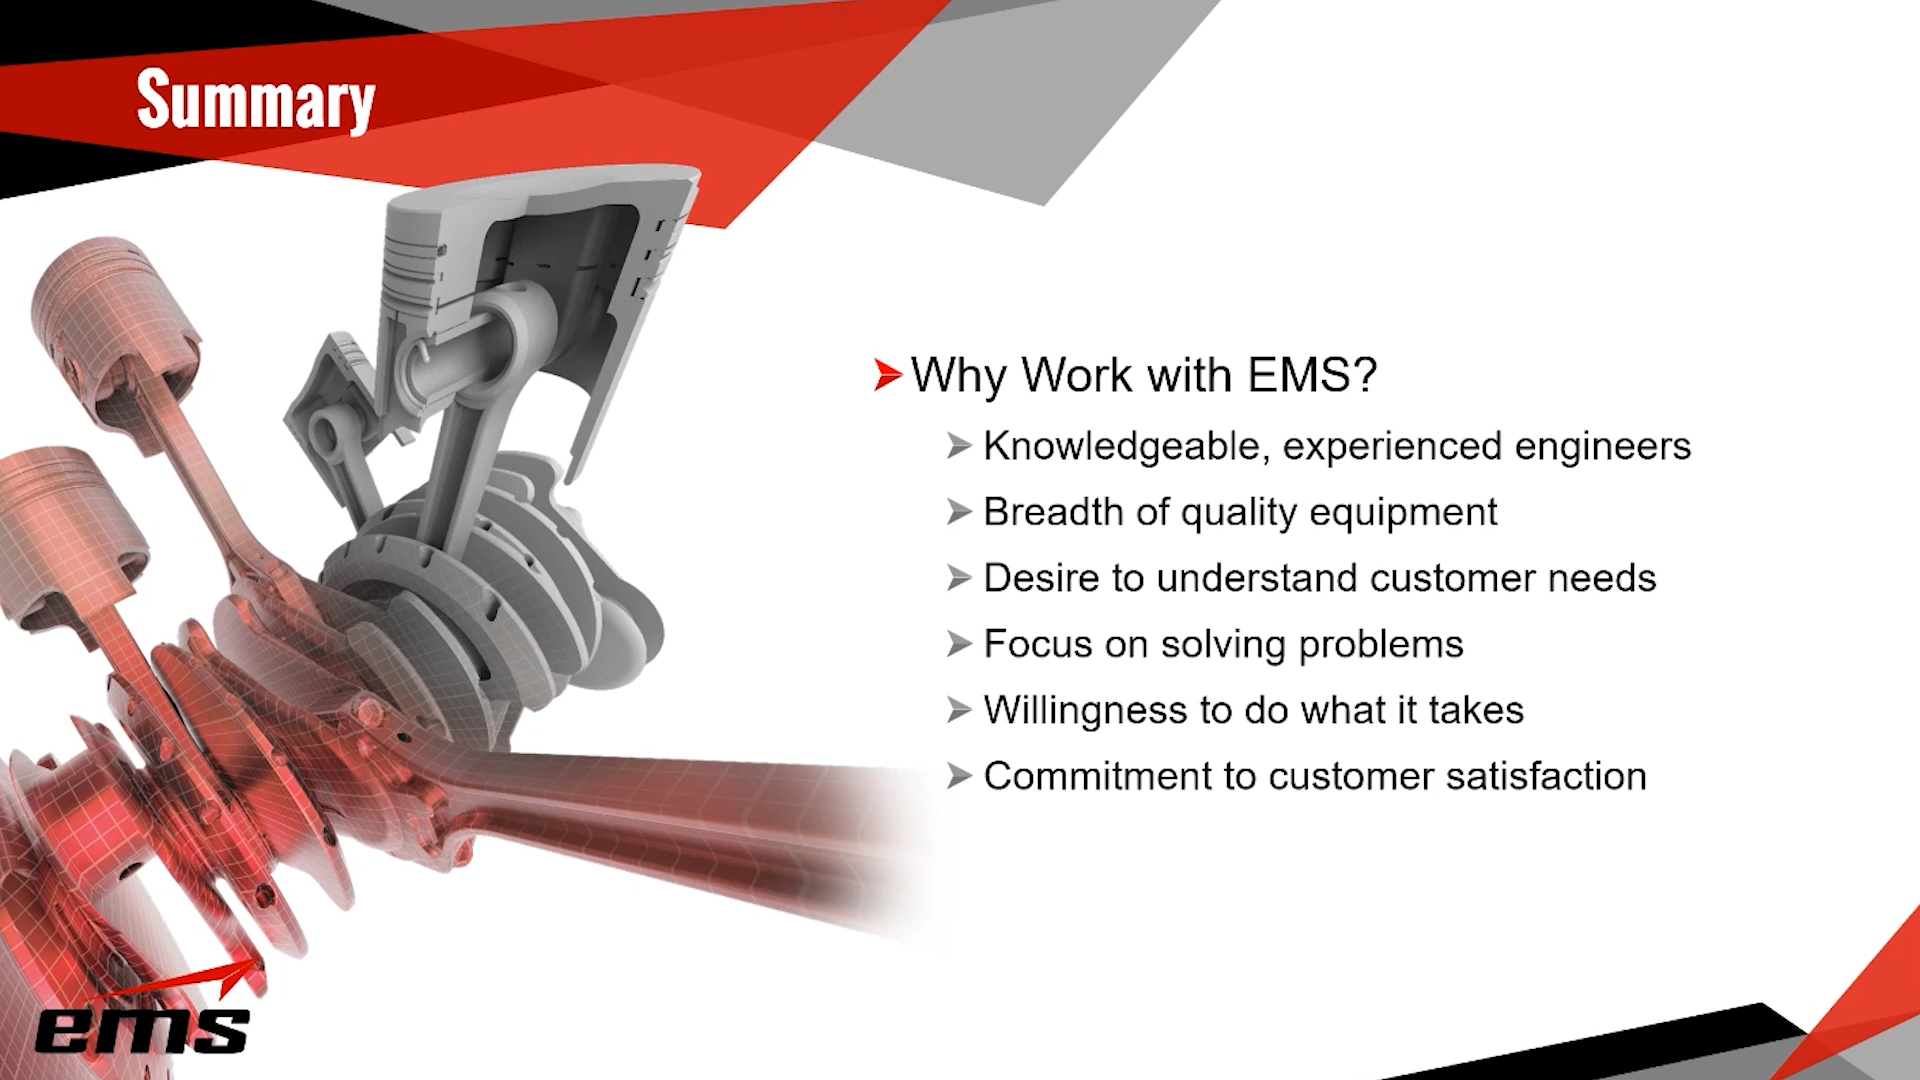 Summary
Why Work with EMS?
Knowledgeable, experienced engineers
Breadth of quality equipment
Desire to understand customer needs
Focus on solving problems
Willingness to do what it takes
Commitment to customer satisfaction
ems